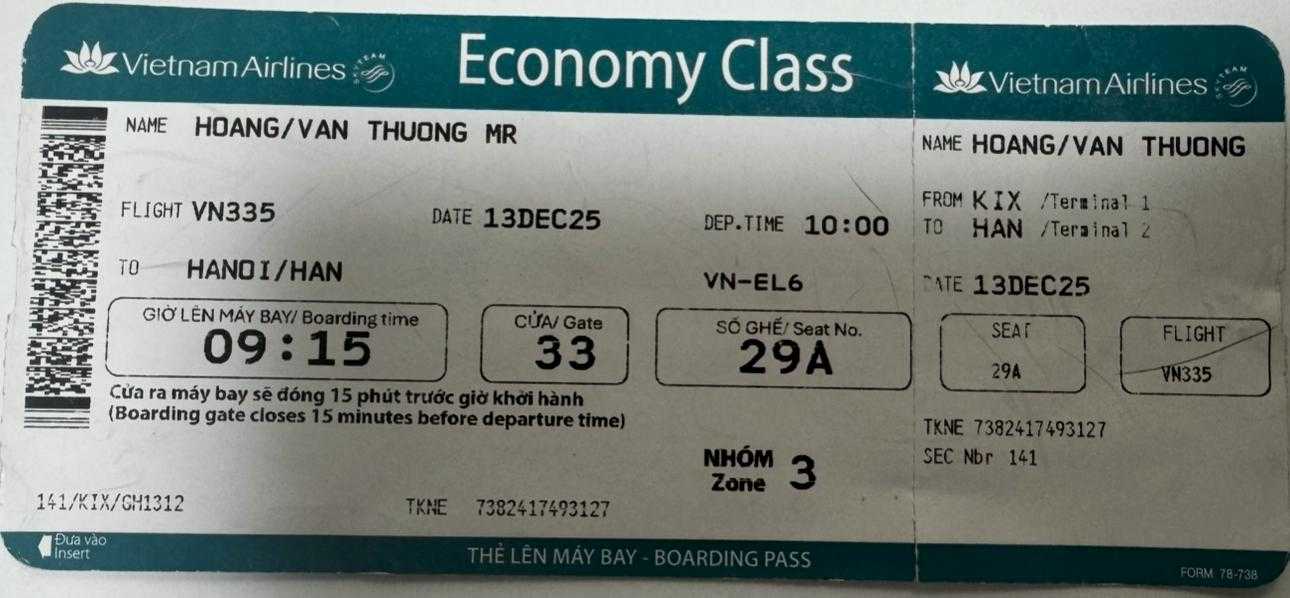 Vietnam Airlines SKYTEAM Economy Class
NAME HOANG/VAN THUONG MR
FLIGHT VN335 DATE 13DEC25 DEP.TIME 10:00
TO HANOI/HAN VN-EL6
GIỜ LÊN MÁY BAY/ Boarding time
09:15
CỬA/ Gate
33
SỐ GHẾ/ Seat No.
29A
Cửa ra máy bay sẽ đóng 15 phút trước giờ khởi hành
(Boarding gate closes 15 minutes before departure time)
NHÓM
Zone 3
141/KIX/GH1312 TKNE 7382417493127
Đưa vào
Insert
THẺ LÊN MÁY BAY - BOARDING PASS
Vietnam Airlines SKYTEAM
NAME HOANG/VAN THUONG
FROM KIX /Terminal 1
TO HAN /Terminal 2
DATE 13DEC25
SEAT
29A
FLIGHT
VN335
TKNE 7382417493127
SEC Nbr 141
FORM 78-738